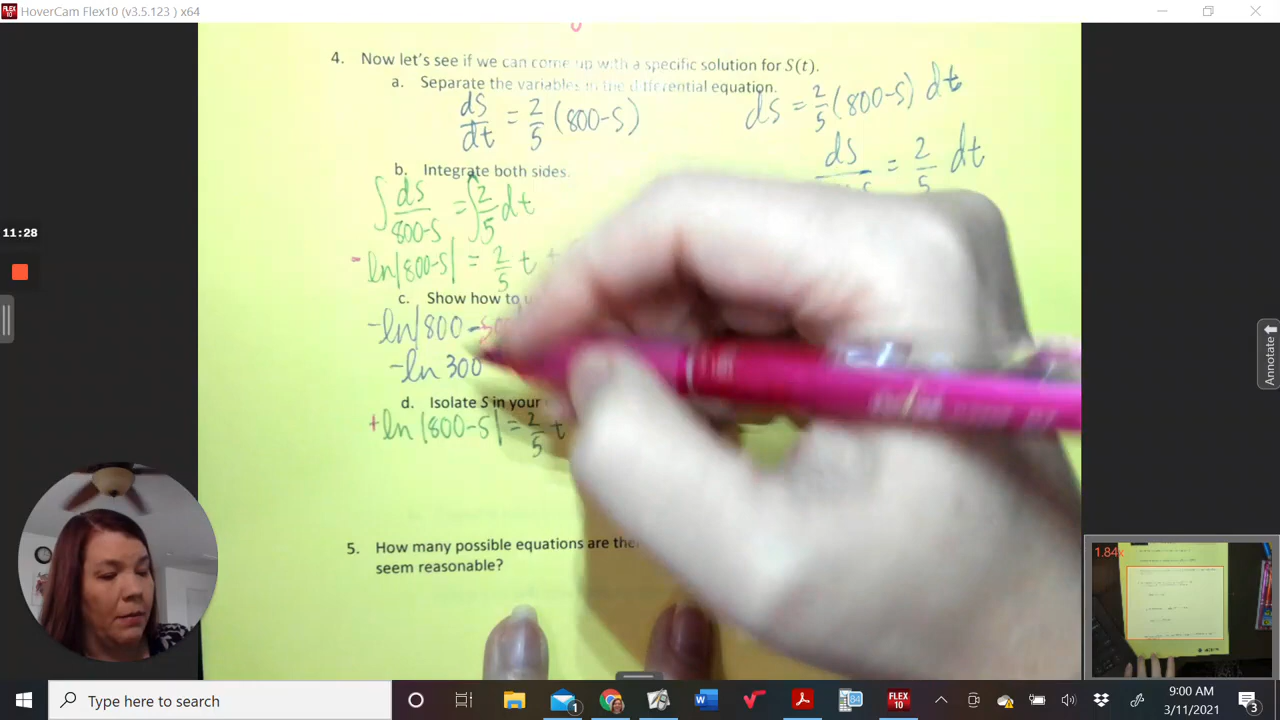 HoverCam Flex10 (v3.5.123 ) x64
4. Now let's see if we can come up with a specific solution for S(t).
a. Separate the variables in the differential equation.
dS/dt = 2/5 (800-S)
dS = 2/5 (800-S) dt
dS = 2/5 dt
b. Integrate both sides.
∫ dS/800-S = ∫ 2/5 dt
- ln|800-S| = 2/5 t +
c. Show how to
-ln|800 -
-ln 300
d. Isolate S in your
+ln |800-S| = 2/5 t
5. How many possible equations are
seem reasonable?
11:28
Annotate
1.84x
FLEX 10
Type here to search
1
W
FLEX 10
9:00 AM
3/11/2021
3